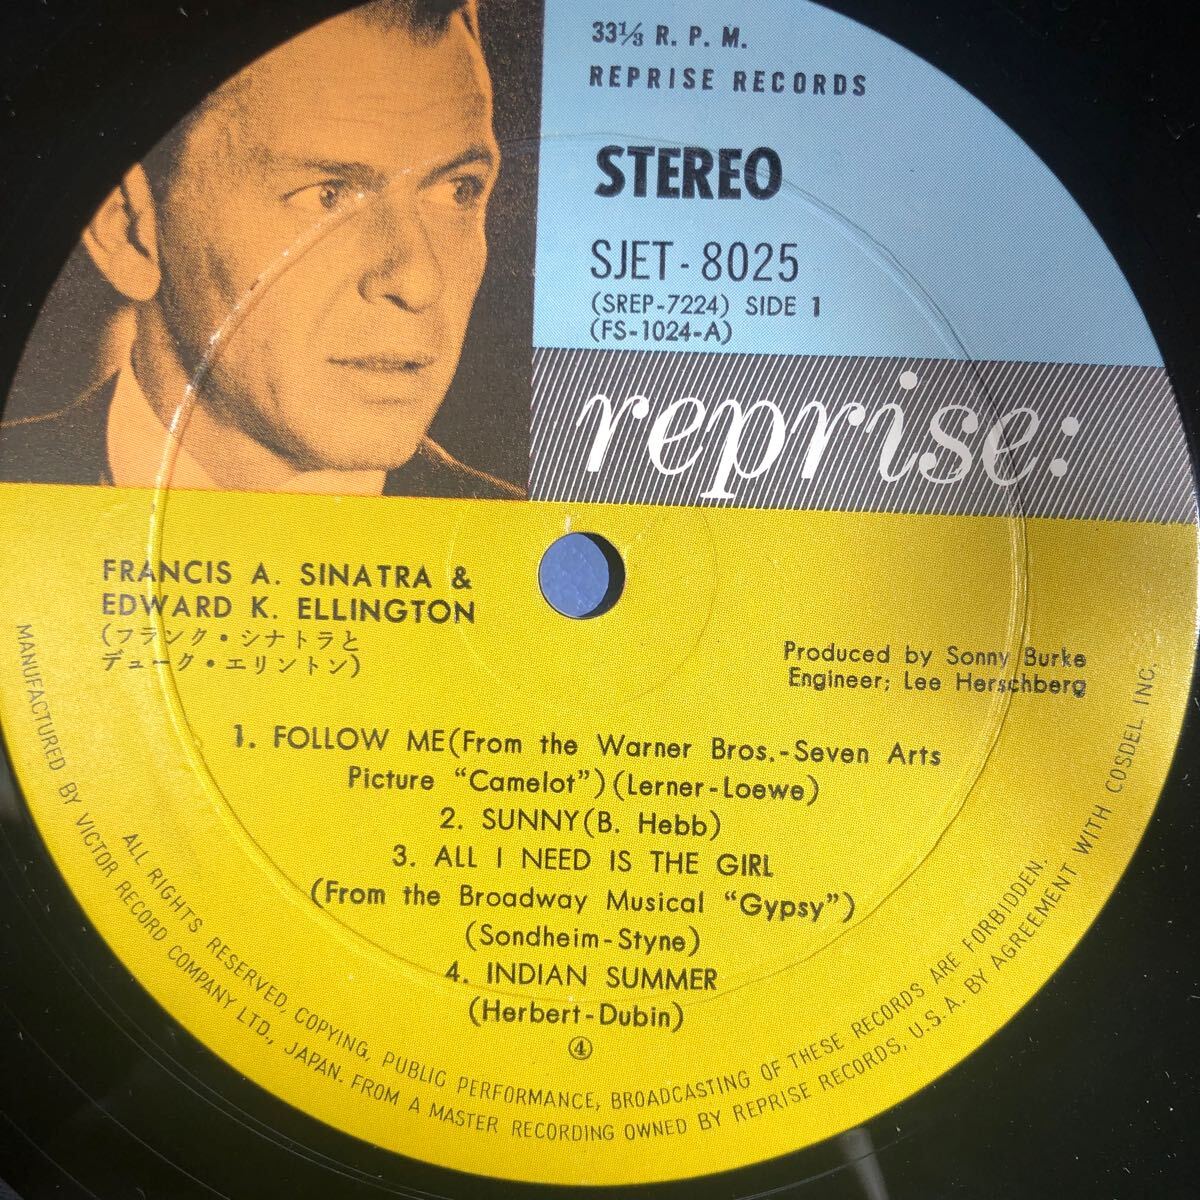 33⅓ R. P. M.
REPRISE RECORDS
STEREO
SJET-8025
(SREP-7224) SIDE 1
(FS-1024-A)
reprise:
FRANCIS A. SINATRA &
EDWARD K. ELLINGTON
(フランク・シナトラと
デューク・エリントン)
Produced by Sonny Burke
Engineer; Lee Herschberg
1. FOLLOW ME(From the Warner Bros.-Seven Arts
Picture “Camelot”)(Lerner-Loewe)
2. SUNNY(B. Hebb)
3. ALL I NEED IS THE GIRL
(From the Broadway Musical “Gypsy”)
(Sondheim-Styne)
4. INDIAN SUMMER
(Herbert-Dubin)
④
ALL RIGHTS RESERVED, COPYING, PUBLIC PERFORMANCE, BROADCASTING OF THESE RECORDS ARE FORBIDDEN.
MANUFACTURED BY VICTOR RECORD COMPANY LTD., JAPAN. FROM A MASTER RECORDING OWNED BY REPRISE RECORDS, U.S.A. BY AGREEMENT WITH COSDEL INC.